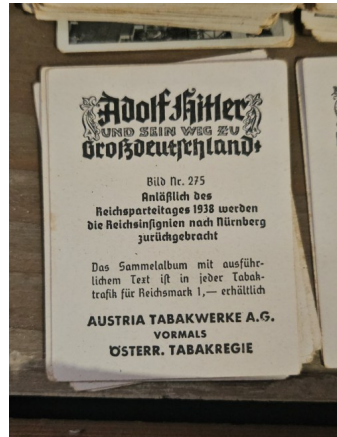 Adolf Hitler
UND SEIN WEG ZU
Großdeutschland
Bild Nr. 275
Anläßlich des
Reichsparteitages 1938 werden
die Reichsinsignien nach Nürnberg
zurückgebracht
Das Sammelalbum mit ausführ-
lichem Text ist in jeder Tabak-
trafik für Reichsmark 1,— erhältlich
AUSTRIA TABAKWERKE A.G.
VORMALS
ÖSTERR. TABAKREGIE